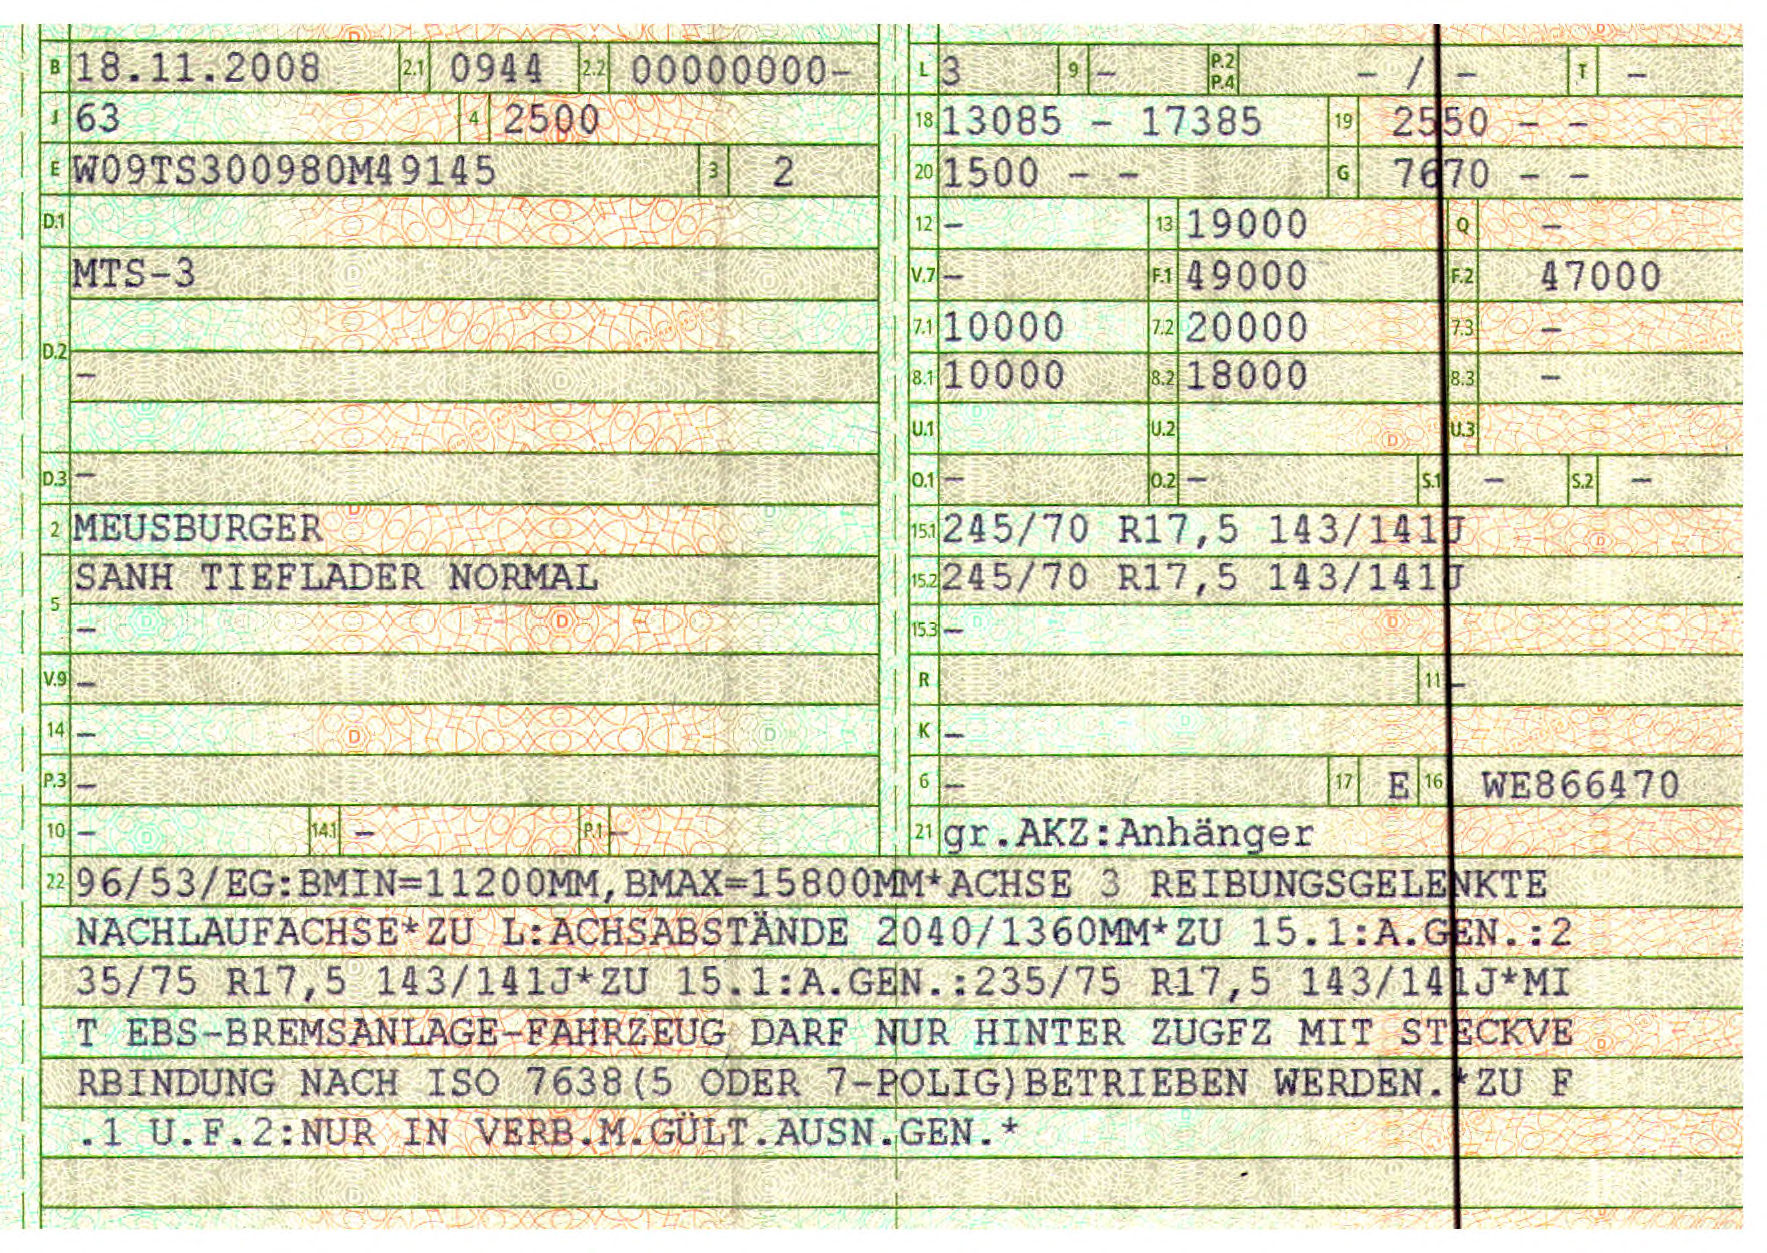 B 18.11.2008 2.1 0944 2.2 00000000-
J 63 4 2500
E W09TS300980M49145 3 2
D.1
MTS-3
D.2
-
D.3 -
2 MEUSBURGER
SANH TIEFLADER NORMAL
5
-
V.9 -
14 -
P.3 -
10 - 14.1 - P.1 -
L 3 9 - P.2 P.4 - / - T -
18 13085 - 17385 19 2550 - -
20 1500 - - G 7670 - -
12 - 13 19000 Q -
V.7 - F.1 49000 F.2 47000
7.1 10000 7.2 20000 7.3 -
8.1 10000 8.2 18000 8.3 -
U.1 U.2 U.3
O.1 - O.2 - S.1 - S.2 -
15.1 245/70 R17,5 143/141J
15.2 245/70 R17,5 143/141J
15.3 -
R 11 -
K -
6 - 17 E 16 WE866470
21 gr.AKZ:Anhänger
22 96/53/EG:BMIN=11200MM,BMAX=15800MM*ACHSE 3 REIBUNGSGELENKTE
NACHLAUFACHSE*ZU L:ACHSABSTÄNDE 2040/1360MM*ZU 15.1:A.GEN.:2
35/75 R17,5 143/141J*ZU 15.1:A.GEN.:235/75 R17,5 143/141J*MI
T EBS-BREMSANLAGE-FAHRZEUG DARF NUR HINTER ZUGFZ MIT STECKVE
RBINDUNG NACH ISO 7638(5 ODER 7-POLIG)BETRIEBEN WERDEN.*ZU F
.1 U.F.2:NUR IN VERB.M.GÜLT.AUSN.GEN.*